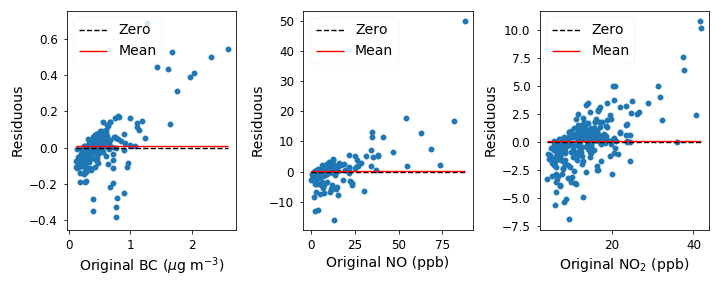 Zero
Mean
0.6
0.4
0.2
0.0
−0.2
−0.4
Residuous
0
1
2
Original BC (μg m⁻³)
Zero
Mean
50
40
30
20
10
0
−10
Residuous
0
25
50
75
Original NO (ppb)
Zero
Mean
10.0
7.5
5.0
2.5
0.0
−2.5
−5.0
−7.5
Residuous
20
40
Original NO₂ (ppb)